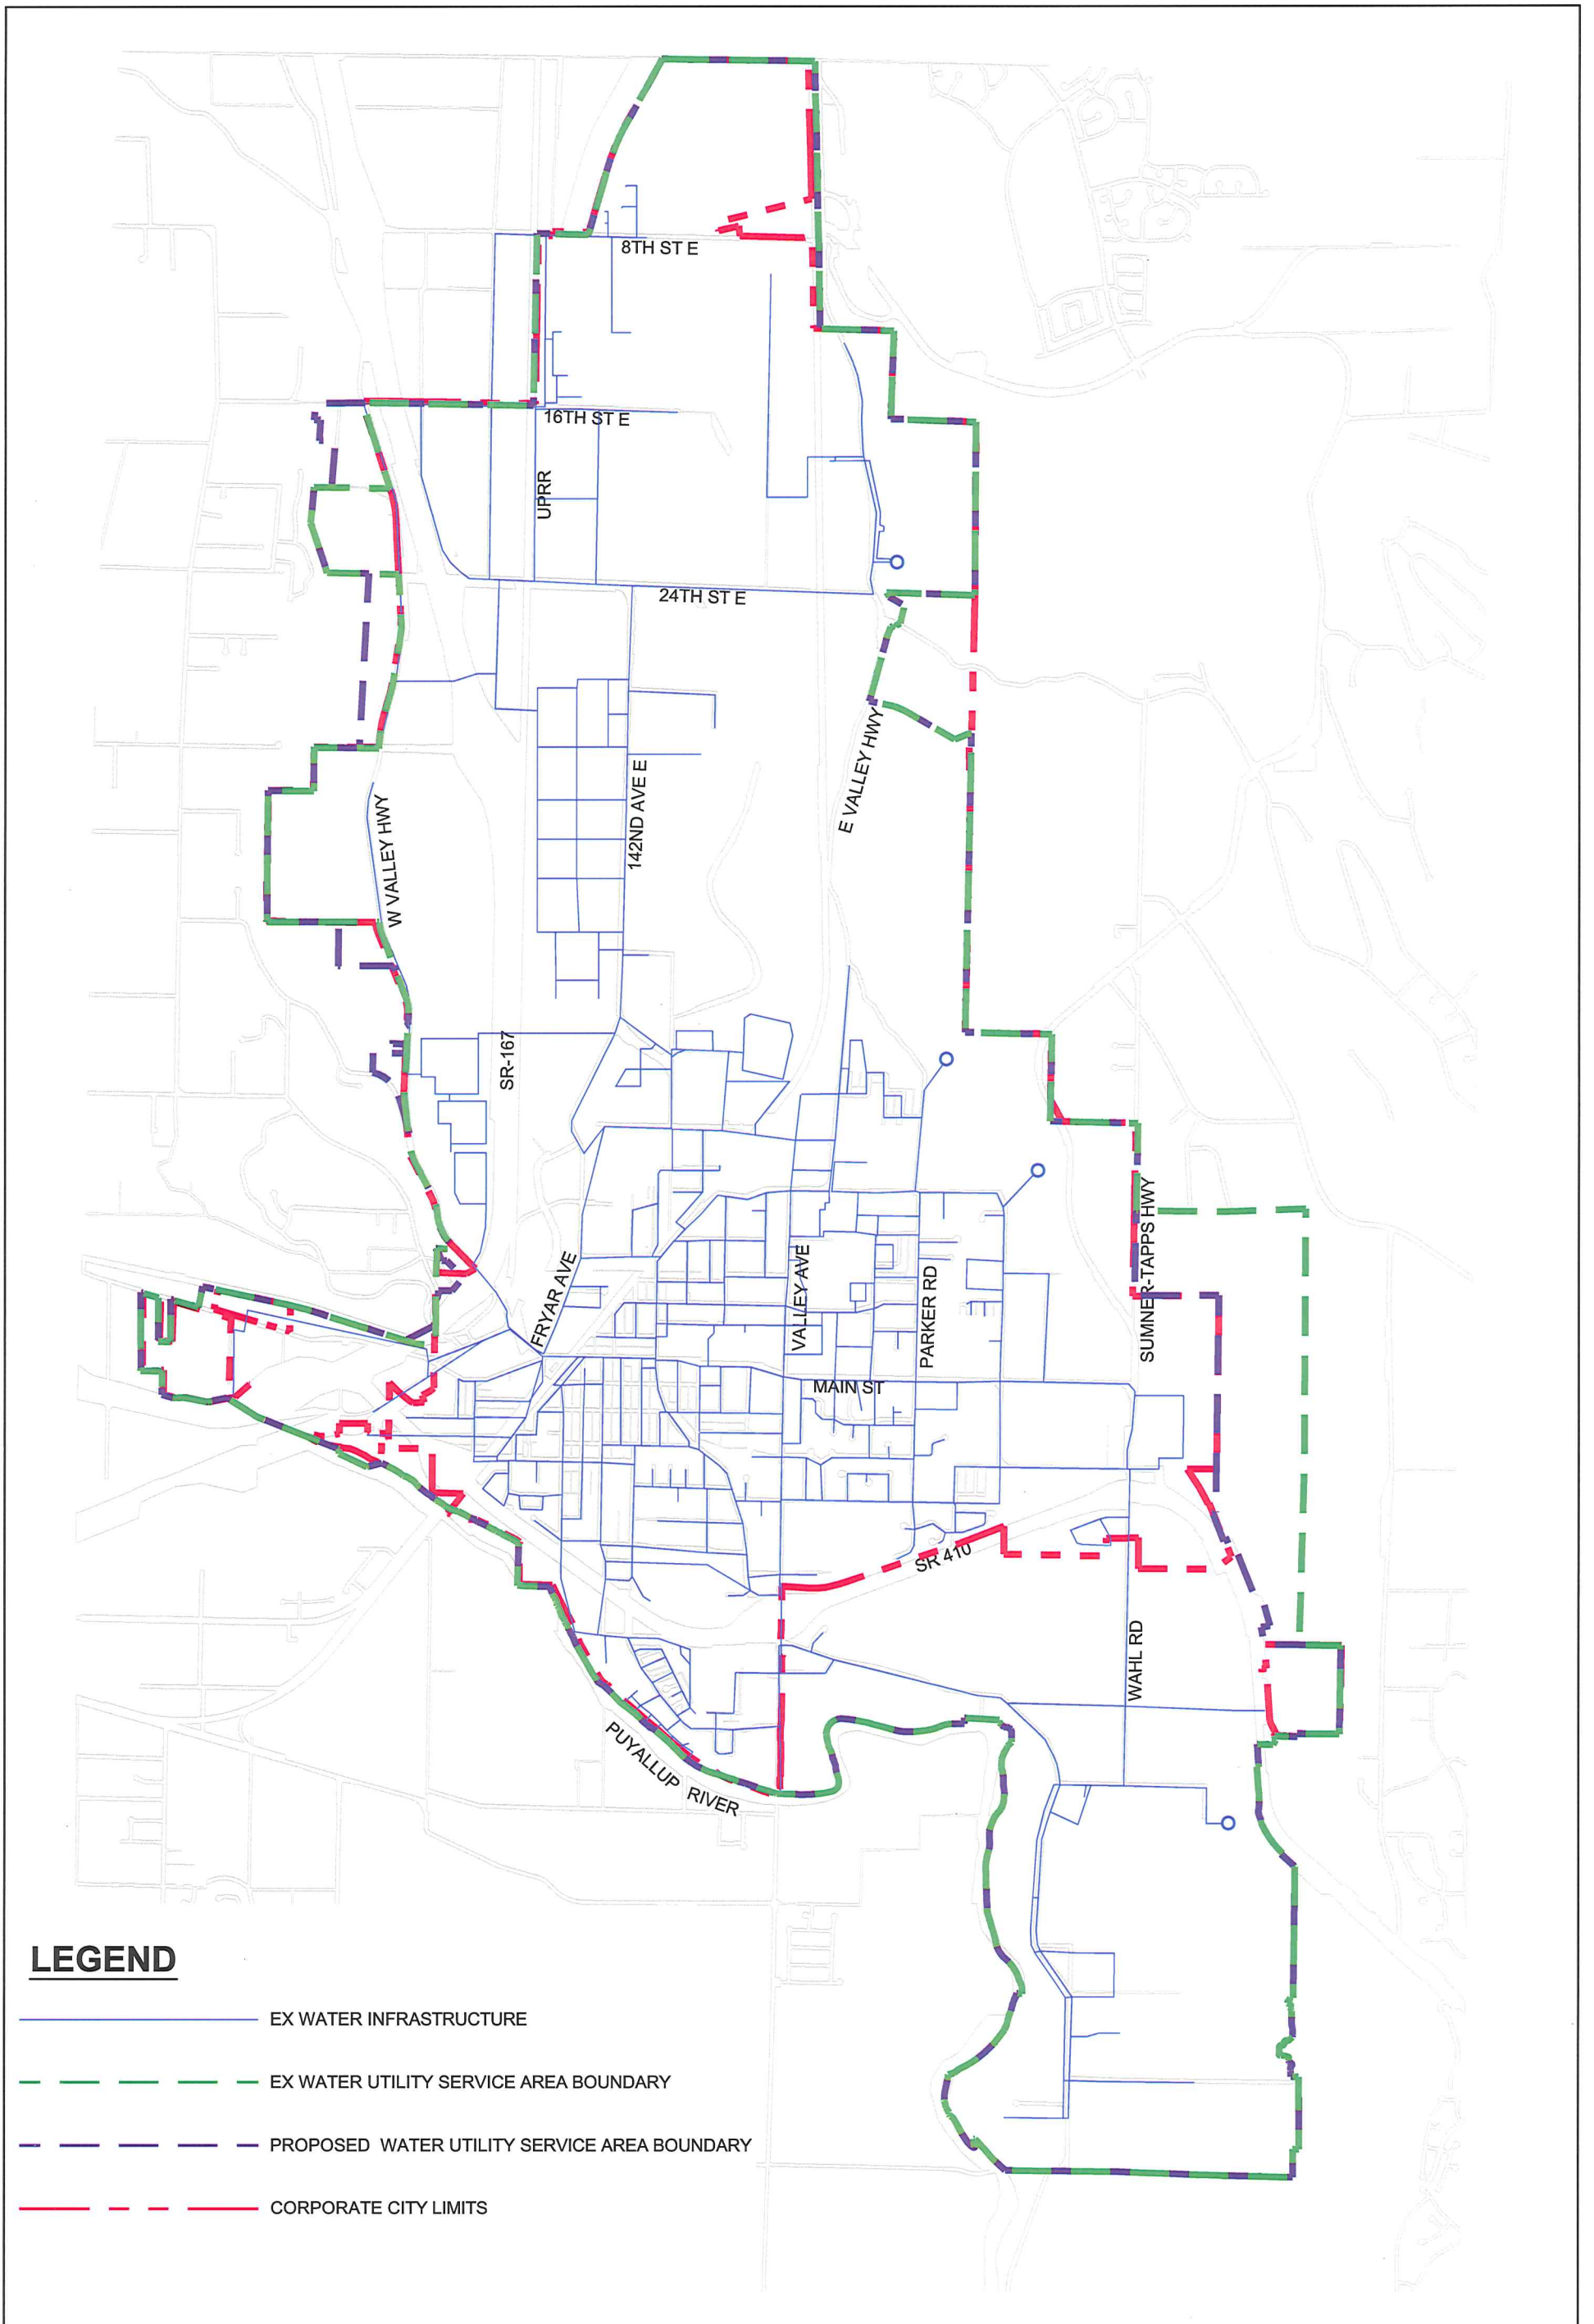 8TH ST E
16TH ST E
UPRR
24TH ST E
E VALLEY HWY
142ND AVE E
W VALLEY HWY
SR-167
SUMNER-TAPPS HWY
FRYAR AVE
VALLEY AVE
PARKER RD
MAIN ST
SR 410
WAHL RD
PUYALLUP RIVER
LEGEND
EX WATER INFRASTRUCTURE
EX WATER UTILITY SERVICE AREA BOUNDARY
PROPOSED WATER UTILITY SERVICE AREA BOUNDARY
CORPORATE CITY LIMITS